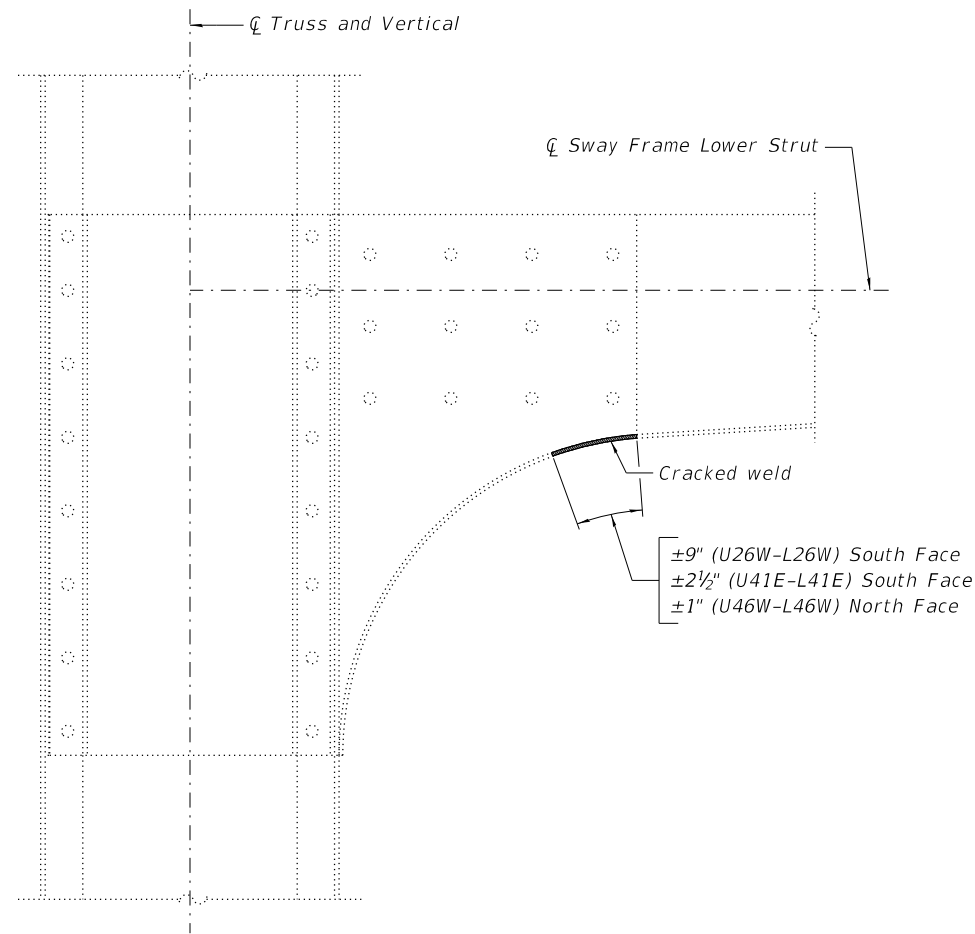 ℄ Truss and Vertical
℄ Sway Frame Lower Strut
Cracked weld
±9" (U26W-L26W) South Face
±2½" (U41E-L41E) South Face
±1" (U46W-L46W) North Face